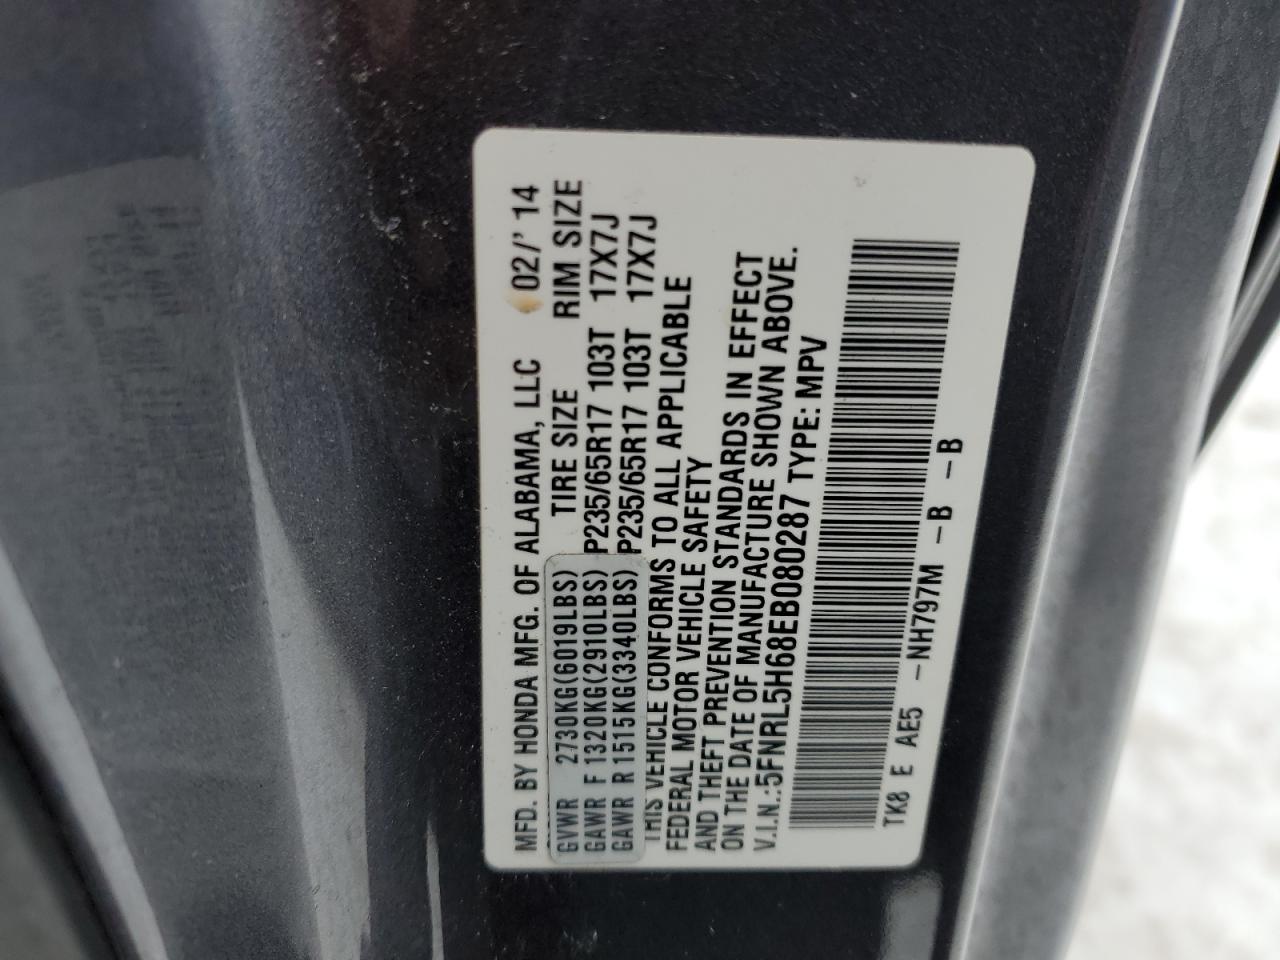 MFD. BY HONDA MFG. OF ALABAMA, LLC 02/'14
TIRE SIZE RIM SIZE
GVWR 2730KG(6019LBS)
GAWR F 1320KG(2910LBS) P235/65R17 103T 17X7J
GAWR R 1515KG(3340LBS) P235/65R17 103T 17X7J
THIS VEHICLE CONFORMS TO ALL APPLICABLE
FEDERAL MOTOR VEHICLE SAFETY
AND THEFT PREVENTION STANDARDS IN EFFECT
ON THE DATE OF MANUFACTURE SHOWN ABOVE.
V.I.N.:5FNRL5H68EB080287 TYPE: MPV
TK8 E AE5 -NH797M -B -B